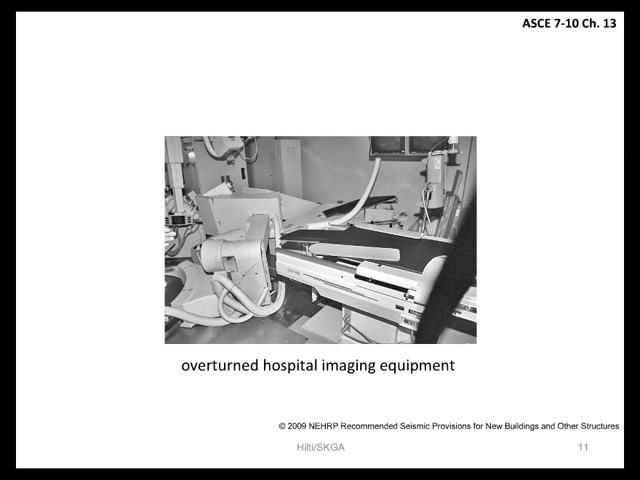 ASCE 7-10 Ch. 13
overturned hospital imaging equipment
© 2009 NEHRP Recommended Seismic Provisions for New Buildings and Other Structures
Hilti/SKGA
11